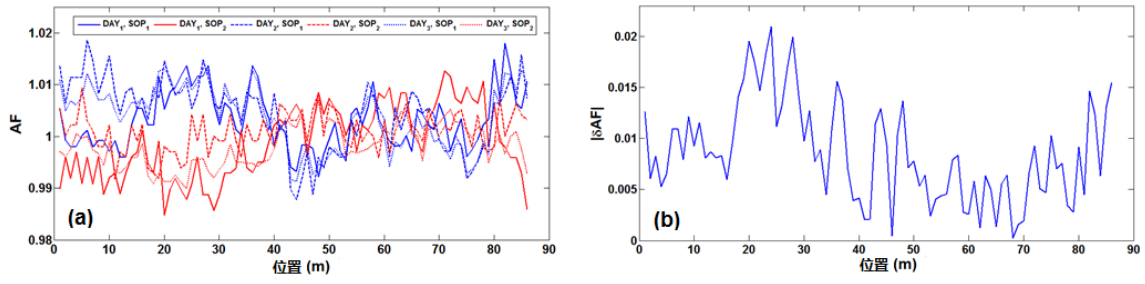 DAY1, SOP1 DAY1, SOP2 DAY2, SOP1 DAY2, SOP2 DAY3, SOP1 DAY3, SOP2
AF
1.02
1.01
1
0.99
0.98
(a)
0 10 20 30 40 50 60 70 80 90
位置 (m)
|δAF|
0.02
0.015
0.01
0.005
0
(b)
0 10 20 30 40 50 60 70 80 90
位置 (m)